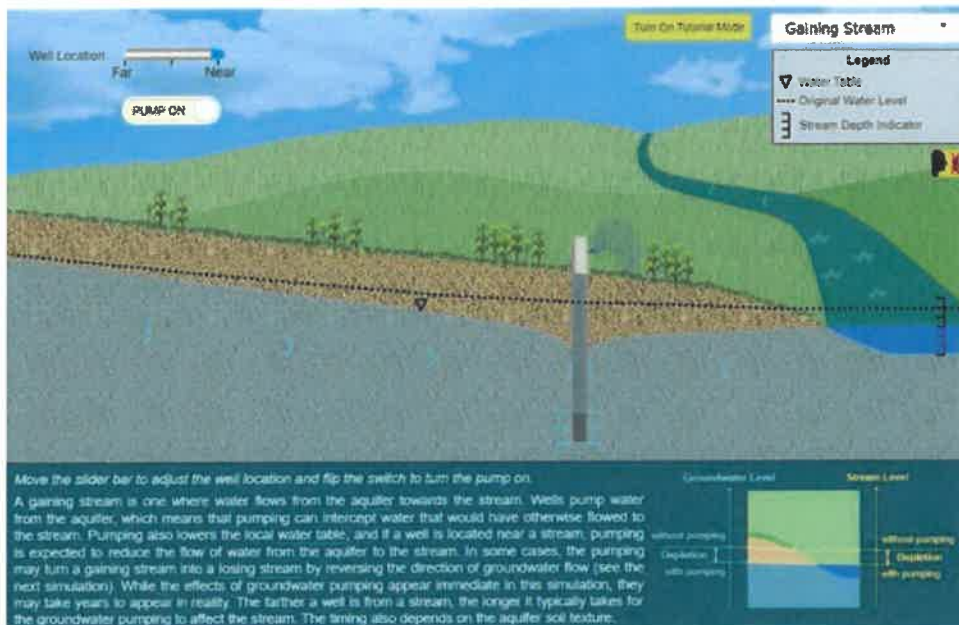 Turn On Tutorial Mode
Gaining Stream
Well Location
Far
Near
PUMP ON
Legend
Water Table
Original Water Level
Stream Depth Indicator
Move the slider bar to adjust the well location and flip the switch to turn the pump on.
A gaining stream is one where water flows from the aquifer towards the stream. Wells pump water
from the aquifer, which means that pumping can intercept water that would have otherwise flowed to
the stream. Pumping also lowers the local water table, and if a well is located near a stream, pumping
is expected to reduce the flow of water from the aquifer to the stream. In some cases, the pumping
may turn a gaining stream into a losing stream by reversing the direction of groundwater flow (see the
next simulation). While the effects of groundwater pumping appear immediate in this simulation, they
may take years to appear in reality. The farther a well is from a stream, the longer it typically takes for
the groundwater pumping to affect the stream. The timing also depends on the aquifer soil texture.
Groundwater Level
Stream Level
without pumping
without pumping
Depletion
Depletion
with pumping
with pumping